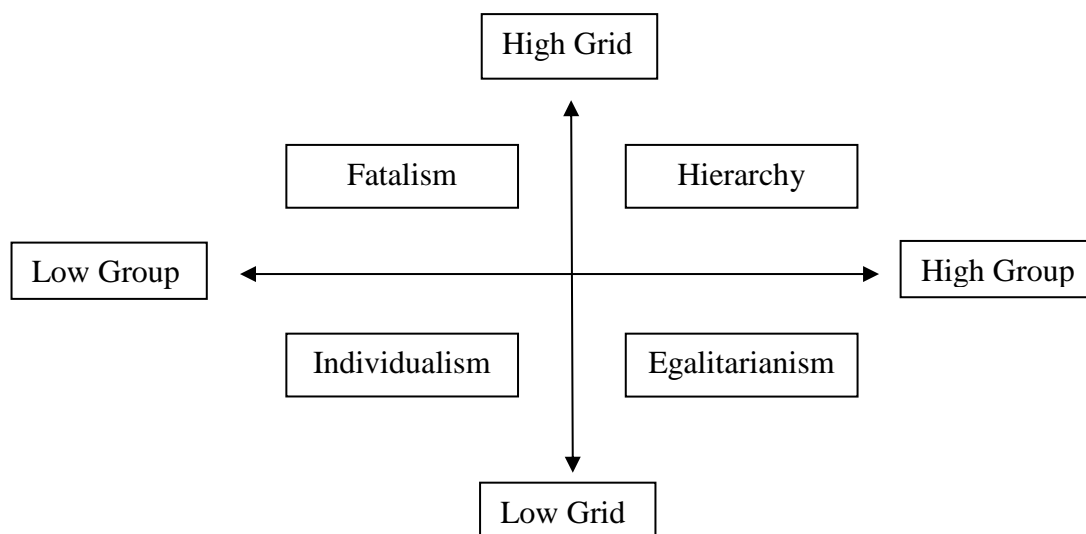 High Grid
Fatalism
Hierarchy
Low Group
High Group
Individualism
Egalitarianism
Low Grid